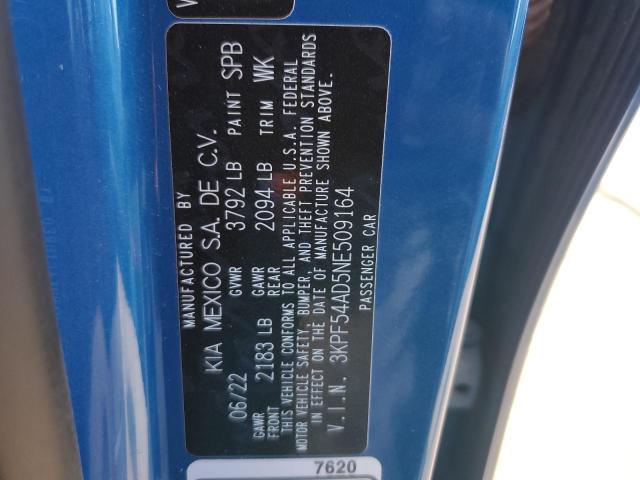 MANUFACTURED BY
KIA MEXICO S.A. DE C.V.
06/22 GVWR 3792 LB PAINT SPB
GAWR FRONT 2183 LB GAWR REAR 2094 LB TRIM WK
THIS VEHICLE CONFORMS TO ALL APPLICABLE U.S.A. FEDERAL
MOTOR VEHICLE SAFETY, BUMPER, AND THEFT PREVENTION STANDARDS
IN EFFECT ON THE DATE OF MANUFACTURE SHOWN ABOVE.
V.I.N. 3KPF54AD5NE509164
PASSENGER CAR
7620